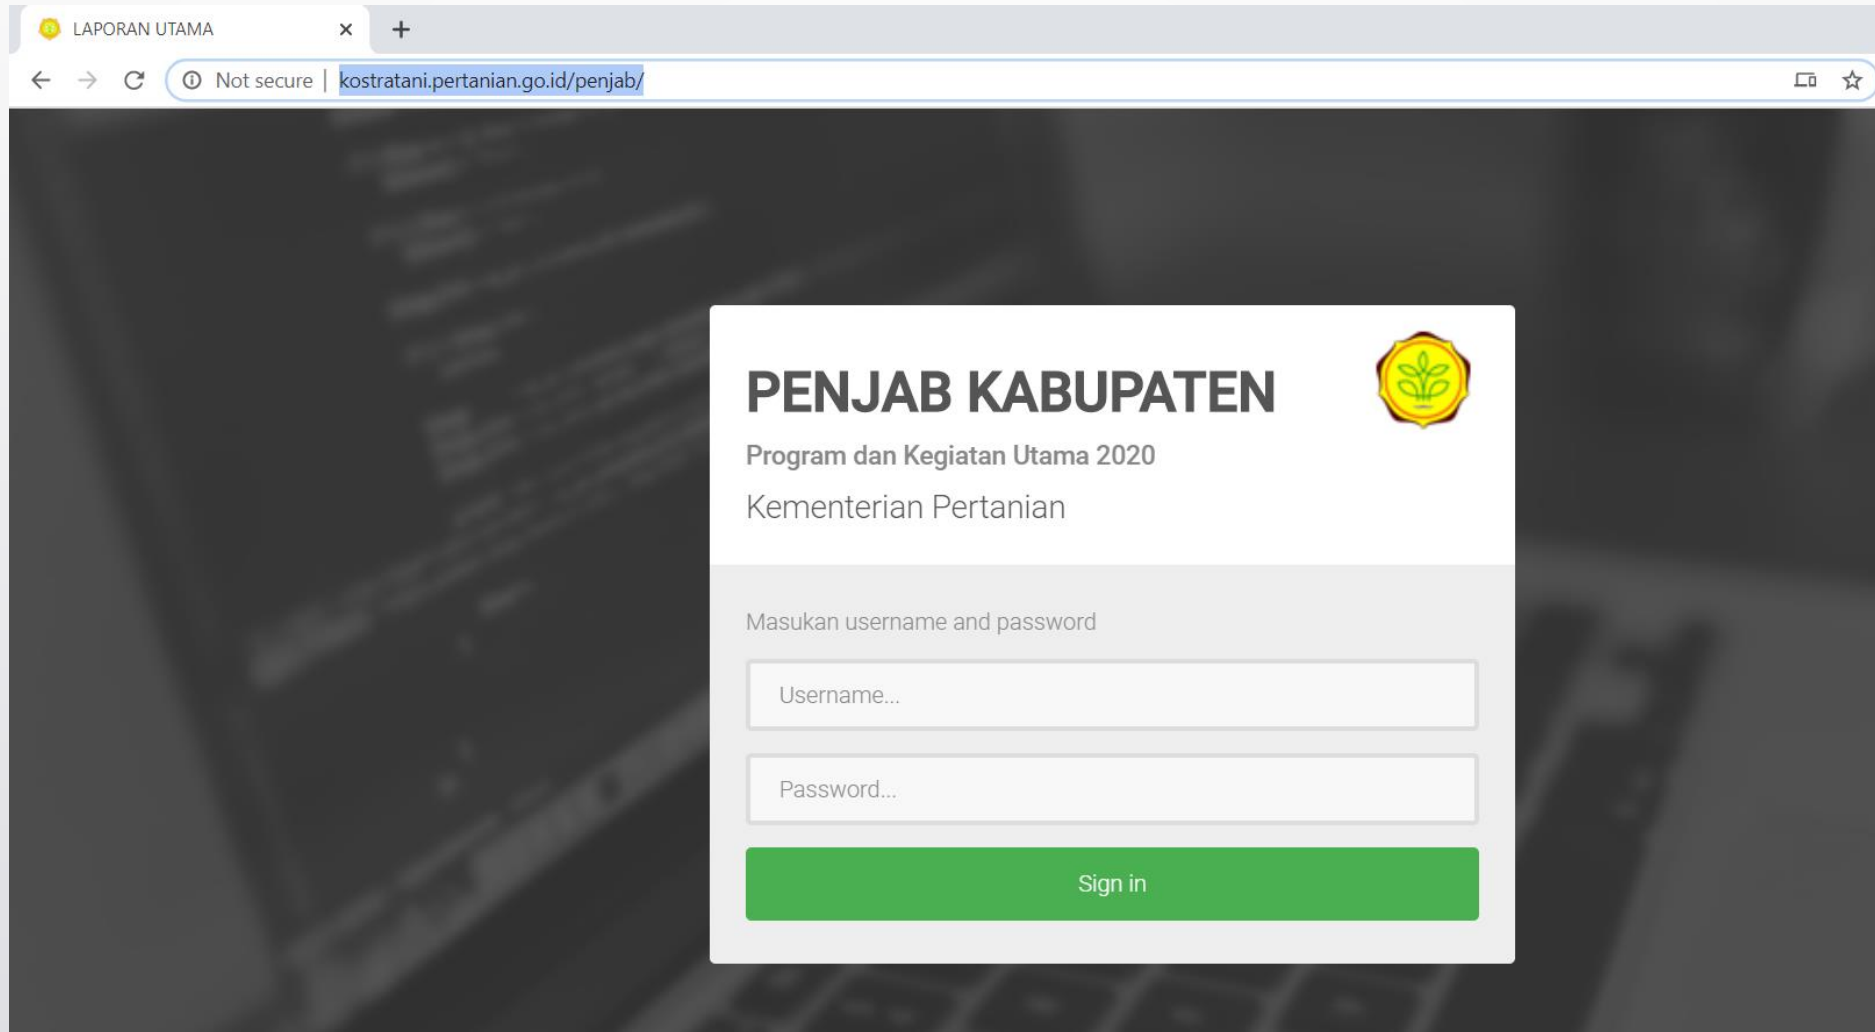 LAPORAN UTAMA
Not secure | kostratani.pertanian.go.id/penjab/
PENJAB KABUPATEN
Program dan Kegiatan Utama 2020
Kementerian Pertanian
Masukan username and password
Username...
Password...
Sign in